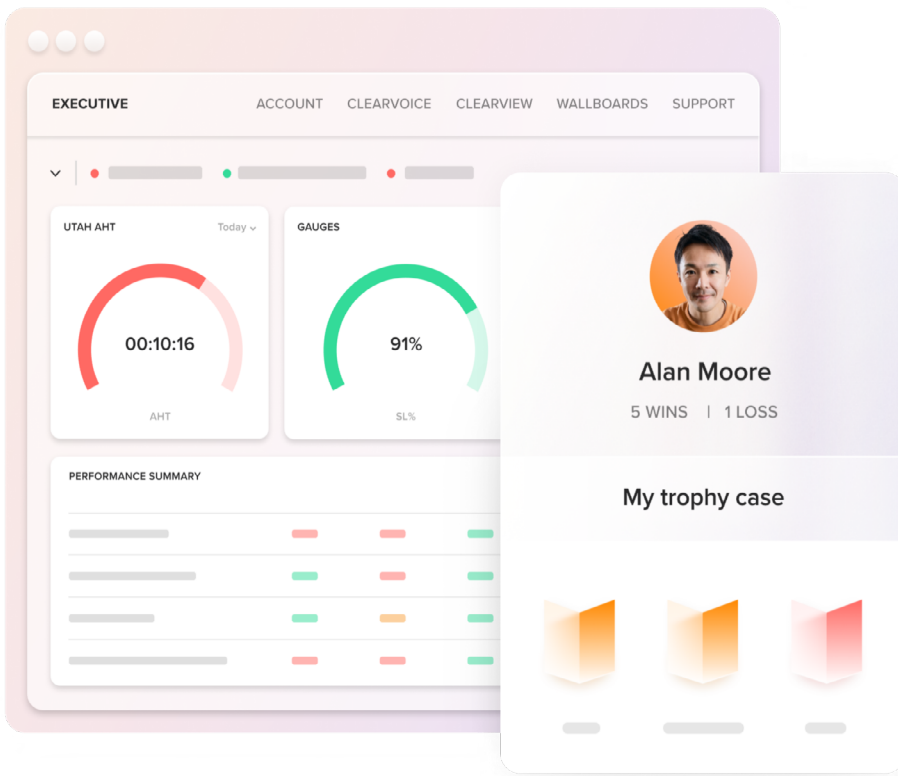 EXECUTIVE ACCOUNT CLEARVOICE CLEARVIEW WALLBOARDS SUPPORT
UTAH AHT Today
00:10:16
AHT
GAUGES
91%
SL%
PERFORMANCE SUMMARY
Alan Moore
5 WINS | 1 LOSS
My trophy case